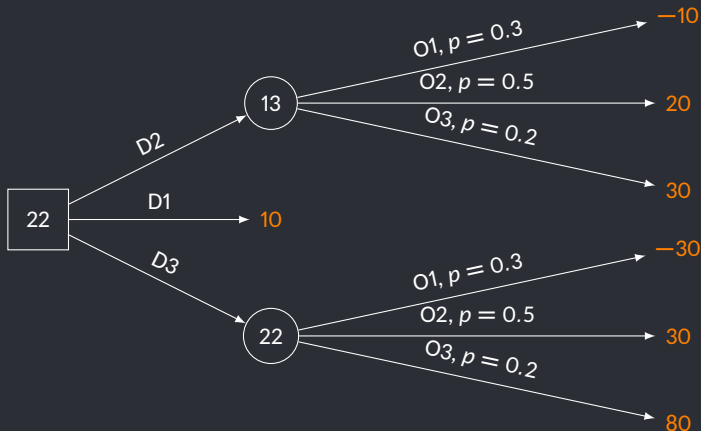 −10
O1, p = 0.3
O2, p = 0.5
20
13
O3, p = 0.2
D2
30
D1
22
10
−30
D3
O1, p = 0.3
O2, p = 0.5
22
30
O3, p = 0.2
80